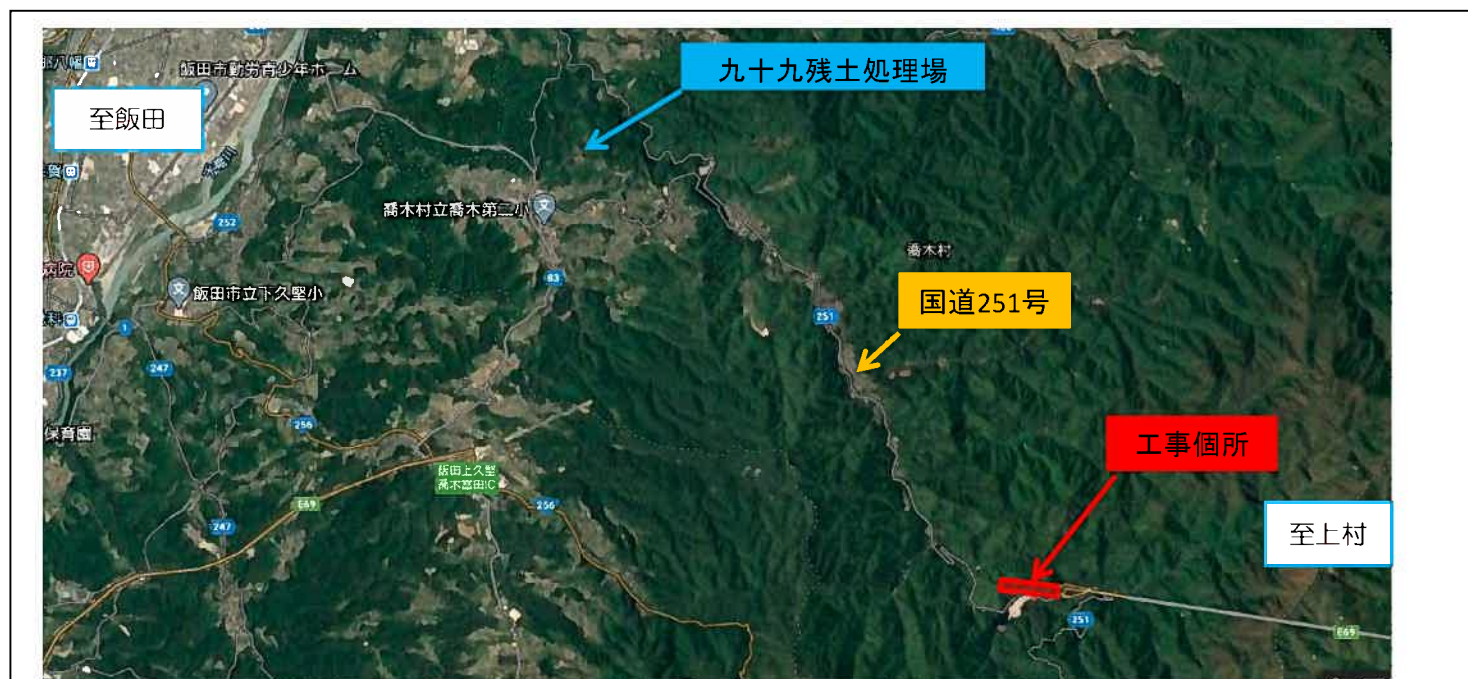 八幡
飯田市勤労青少年ホーム
九十九残土処理場
至飯田
252
喬木村立喬木第二小
83
喬木村
病院
飯田市立下久堅小
国道251号
251
1
247
237
256
保育園
工事個所
飯田上久堅
喬木富田IC
E69
256
247
至上村
251
E69